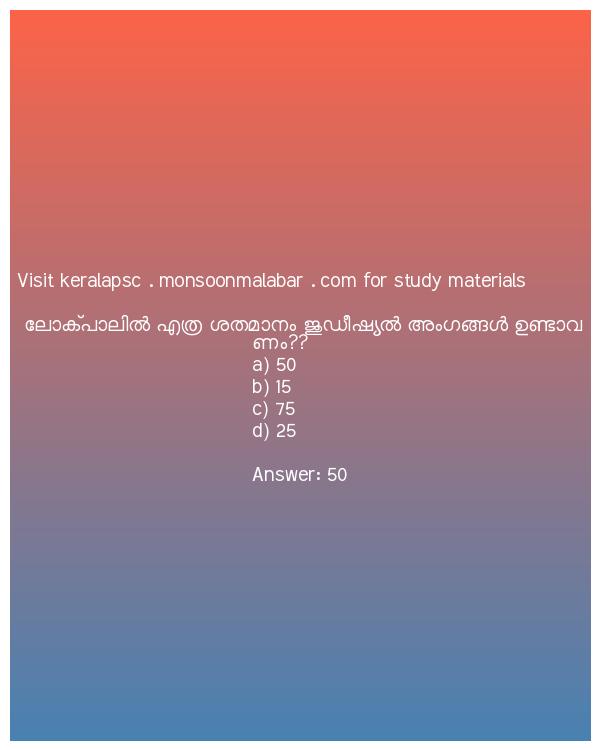 Visit keralapsc . monsoonmalabar . com for study materials
ലോക്പാലിൽ എത്ര ശതമാനം ജുഡീഷ്യൽ അംഗങ്ങൾ ഉണ്ടാവ
ണം??
a) 50
b) 15
c) 75
d) 25
Answer: 50